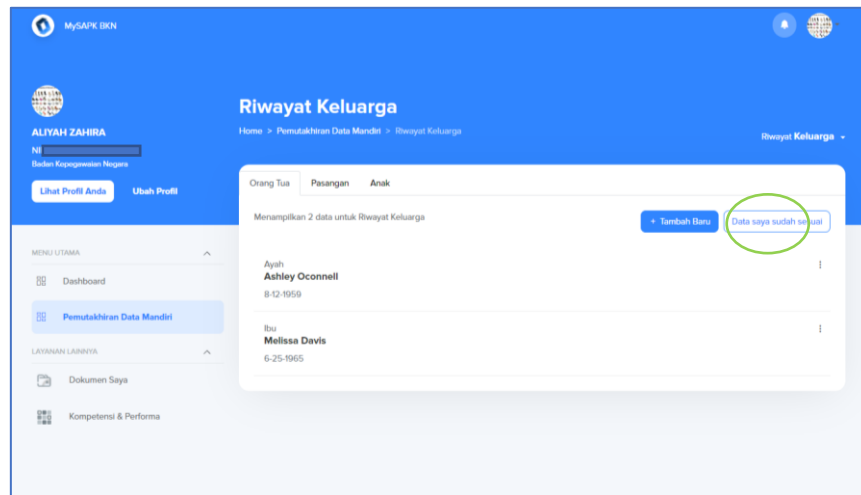 MySAPK BKN
ALIYAH ZAHIRA
NI
Badan Kepegawaian Negara
Lihat Profil Anda Ubah Profil
Riwayat Keluarga
Home > Pemutakhiran Data Mandiri > Riwayat Keluarga
Riwayat Keluarga
MENU UTAMA
Dashboard
Pemutakhiran Data Mandiri
LAYANAN LAINNYA
Dokumen Saya
Kompetensi & Performa
Orang Tua Pasangan Anak
Menampilkan 2 data untuk Riwayat Keluarga
+ Tambah Baru Data saya sudah sesuai
Ayah
Ashley Oconnell
8-12-1959
Ibu
Melissa Davis
6-25-1965